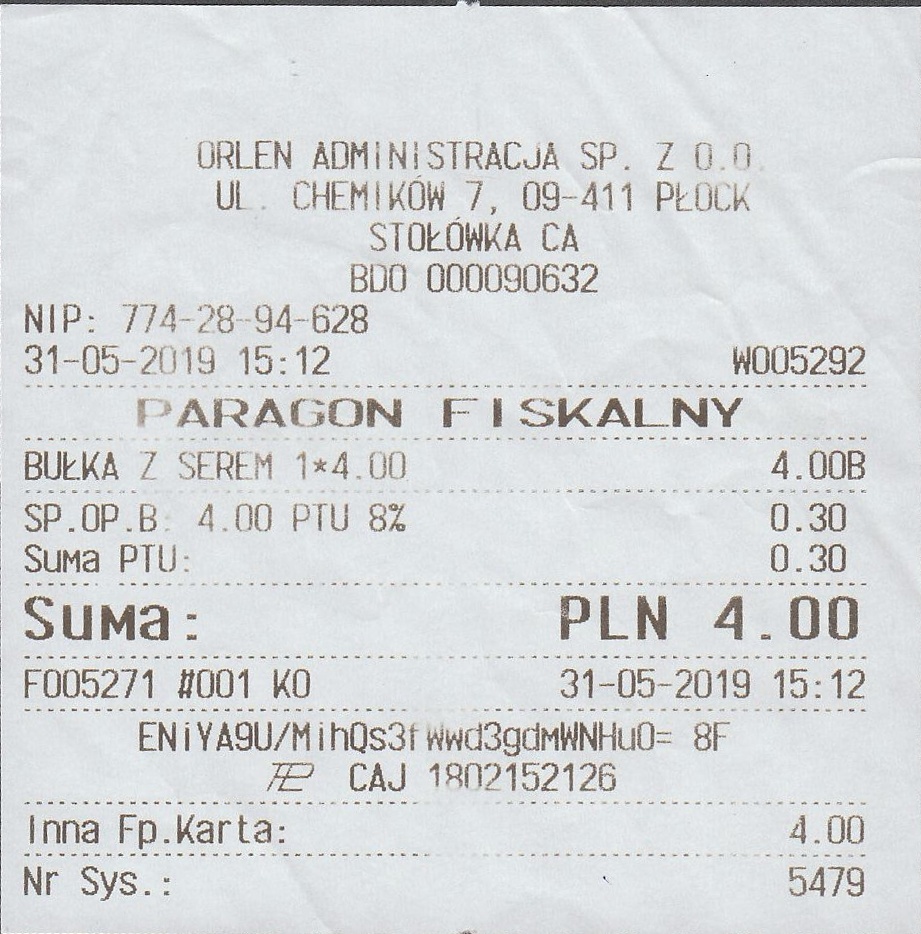 ORLEN ADMINISTRACJA SP. Z O.O.
UL. CHEMIKÓW 7, 09-411 PŁOCK
STOŁÓWKA CA
BDO 000090632
NIP: 774-28-94-628
31-05-2019 15:12 W005292
PARAGON FISKALNY
BUŁKA Z SEREM 1*4.00 4.00B
SP.OP.B: 4.00 PTU 8% 0.30
Suma PTU: 0.30
Suma: PLN 4.00
F005271 #001 KO 31-05-2019 15:12
ENiYA9U/MihQs3fWwd3gdmWNHuO= 8F
CAJ 1802152126
Inna Fp.Karta: 4.00
Nr Sys.: 5479